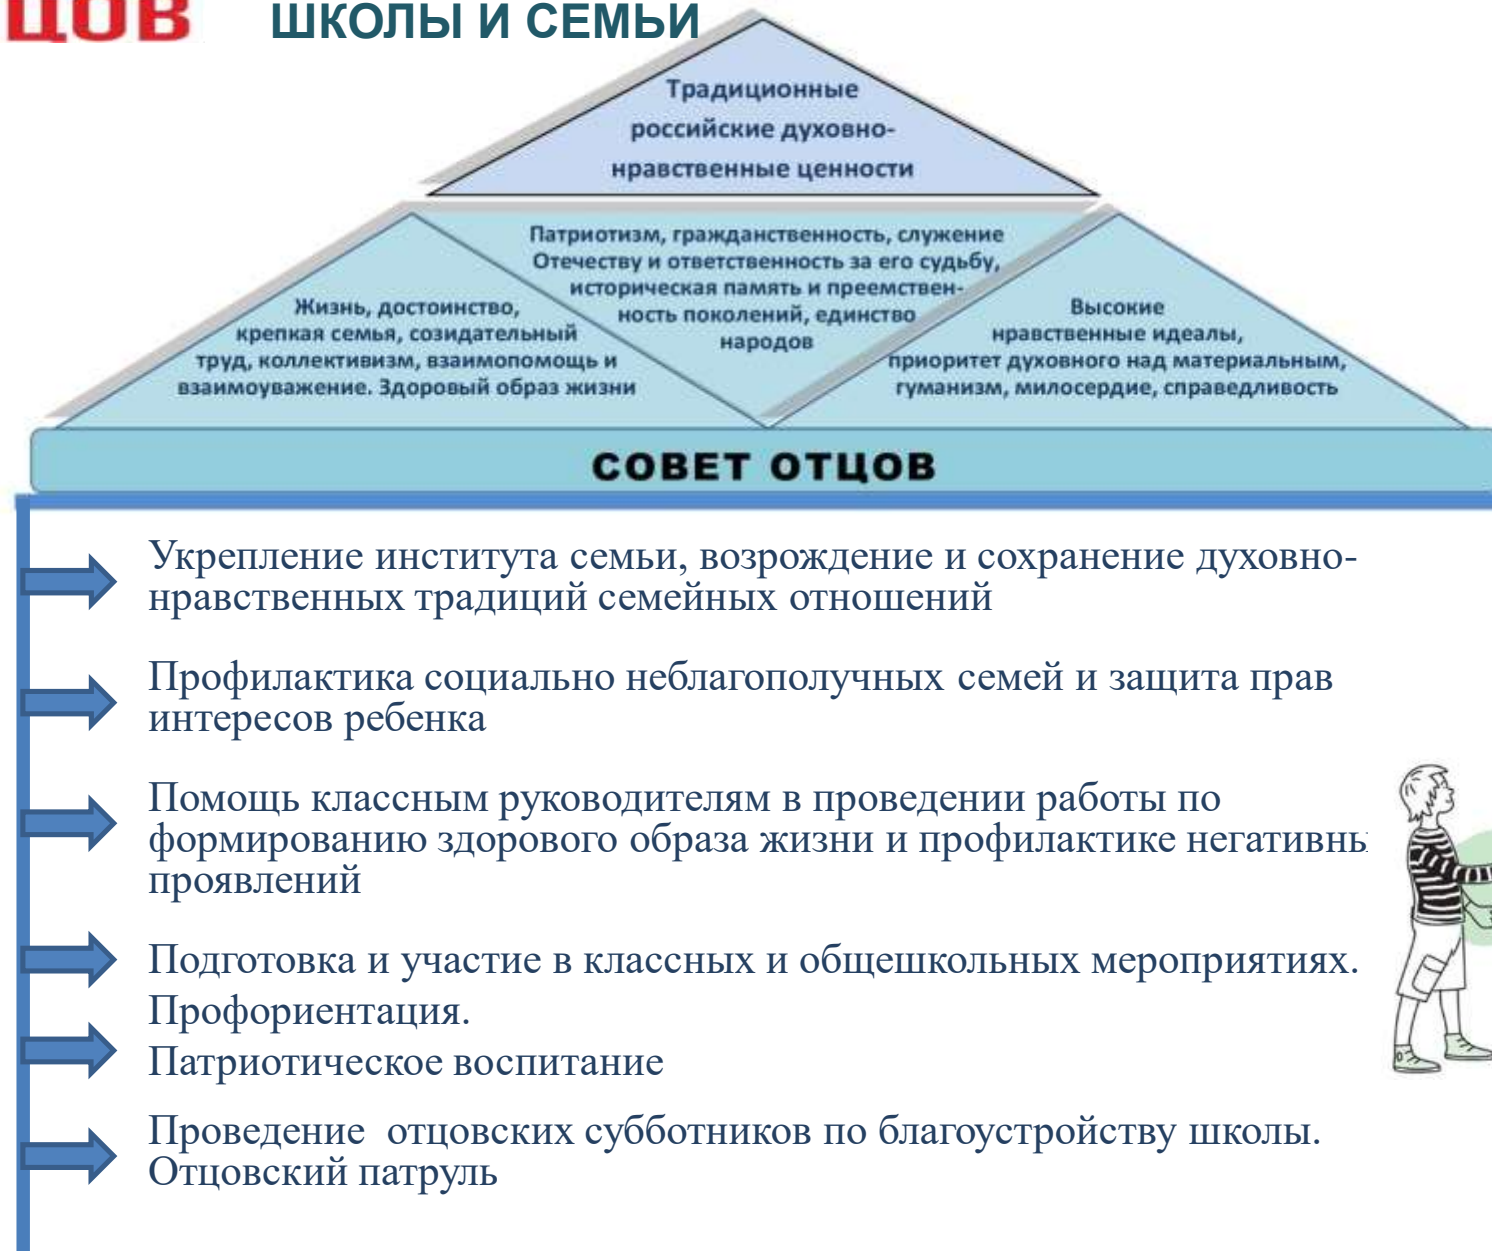 ЦОВ
ШКОЛЫ И СЕМЬИ
Традиционные
российские духовно-
нравственные ценности
Патриотизм, гражданственность, служение
Отечеству и ответственность за его судьбу,
историческая память и преемствен-
ность поколений, единство
народов
Жизнь, достоинство,
крепкая семья, созидательный
труд, коллективизм, взаимопомощь и
взаимоуважение. Здоровый образ жизни
Высокие
нравственные идеалы,
приоритет духовного над материальным,
гуманизм, милосердие, справедливость
СОВЕТ ОТЦОВ
Укрепление института семьи, возрождение и сохранение духовно-
нравственных традиций семейных отношений
Профилактика социально неблагополучных семей и защита прав
интересов ребенка
Помощь классным руководителям в проведении работы по
формированию здорового образа жизни и профилактике негативны
проявлений
Подготовка и участие в классных и общешкольных мероприятиях.
Профориентация.
Патриотическое воспитание
Проведение отцовских субботников по благоустройству школы.
Отцовский патруль